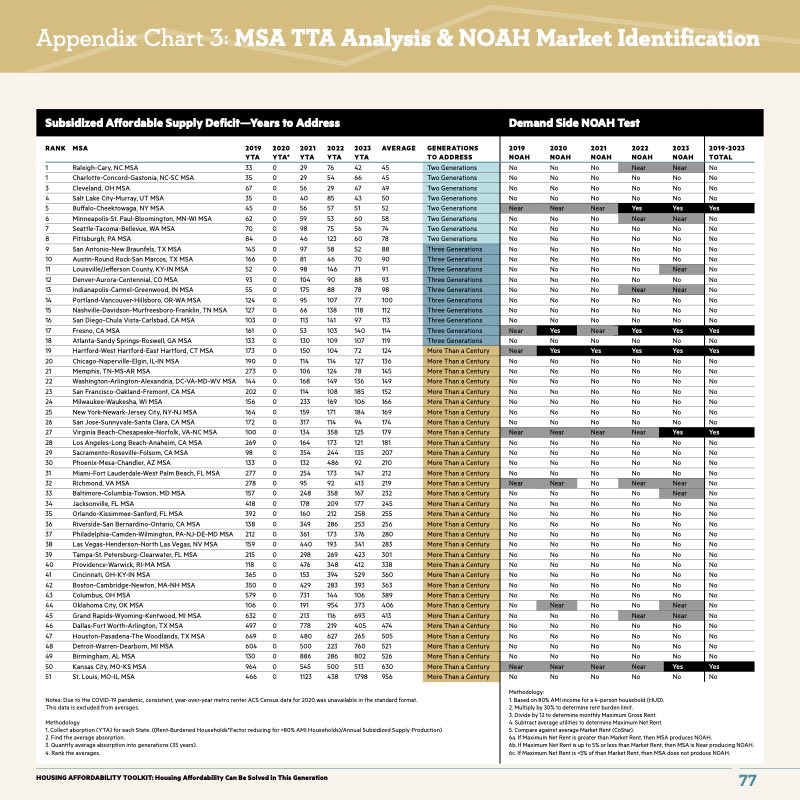 Appendix Chart 3: MSA TTA Analysis & NOAH Market Identification
Subsidized Affordable Supply Deficit—Years to Address Demand Side NOAH Test
RANK MSA 2019 YTA 2020 YTA* 2021 YTA 2022 YTA 2023 YTA AVERAGE GENERATIONS TO ADDRESS 2019 NOAH 2020 NOAH 2021 NOAH 2022 NOAH 2023 NOAH 2019-2023 TOTAL
1 Raleigh-Cary, NC MSA 33 0 29 76 42 45 Two Generations No No No Near Near No
1 Charlotte-Concord-Gastonia, NC-SC MSA 35 0 29 54 66 45 Two Generations No No No No No No
3 Cleveland, OH MSA 67 0 56 29 47 49 Two Generations No No No No No No
4 Salt Lake City-Murray, UT MSA 35 0 40 85 43 50 Two Generations No No No No No No
5 Buffalo-Cheektowaga, NY MSA 45 0 56 57 51 52 Two Generations Near Near Near Yes Yes Yes
6 Minneapolis-St. Paul-Bloomington, MN-WI MSA 62 0 59 53 60 58 Two Generations No No No Near Near No
7 Seattle-Tacoma-Bellevue, WA MSA 70 0 98 75 56 74 Two Generations No No No No No No
8 Pittsburgh, PA MSA 84 0 46 123 60 78 Two Generations No No No No No No
9 San Antonio-New Braunfels, TX MSA 145 0 97 58 52 88 Three Generations No No No No No No
10 Austin-Round Rock-San Marcos, TX MSA 166 0 81 46 70 90 Three Generations No No No No No No
11 Louisville/Jefferson County, KY-IN MSA 52 0 98 146 71 91 Three Generations No No No No Near No
12 Denver-Aurora-Centennial, CO MSA 93 0 104 90 88 93 Three Generations No No No No No No
13 Indianapolis-Carmel-Greenwood, IN MSA 55 0 175 88 78 98 Three Generations No No No Near Near No
14 Portland-Vancouver-Hillsboro, OR-WA MSA 124 0 95 107 77 100 Three Generations No No No No No No
15 Nashville-Davidson-Murfreesboro-Franklin, TN MSA 127 0 66 138 118 112 Three Generations No No No No No No
16 San Diego-Chula Vista-Carlsbad, CA MSA 103 0 113 141 97 113 Three Generations No No No No No No
17 Fresno, CA MSA 161 0 53 103 140 114 Three Generations Near Yes Near Yes Yes Yes
18 Atlanta-Sandy Springs-Roswell, GA MSA 133 0 130 109 107 119 Three Generations No No No No No No
19 Hartford-West Hartford-East Hartford, CT MSA 173 0 150 104 72 124 More Than a Century Near Yes Yes Yes Yes Yes
20 Chicago-Naperville-Elgin, IL-IN MSA 190 0 114 114 127 136 More Than a Century No No No No No No
21 Memphis, TN-MS-AR MSA 273 0 106 124 78 145 More Than a Century No No No No No No
22 Washington-Arlington-Alexandria, DC-VA-MD-WV MSA 144 0 168 149 136 149 More Than a Century No No No No No No
23 San Francisco-Oakland-Fremont, CA MSA 202 0 114 108 185 152 More Than a Century No No No No No No
24 Milwaukee-Waukesha, WI MSA 156 0 233 169 106 166 More Than a Century No No No No No No
25 New York-Newark-Jersey City, NY-NJ MSA 164 0 159 171 184 169 More Than a Century No No No No No No
26 San Jose-Sunnyvale-Santa Clara, CA MSA 172 0 317 114 94 174 More Than a Century No No No No No No
27 Virginia Beach-Chesapeake-Norfolk, VA-NC MSA 100 0 134 358 125 179 More Than a Century Near Near Near Near Yes Yes
28 Los Angeles-Long Beach-Anaheim, CA MSA 269 0 164 173 121 181 More Than a Century No No No No No No
29 Sacramento-Roseville-Folsom, CA MSA 98 0 354 244 135 207 More Than a Century No No No No No No
30 Phoenix-Mesa-Chandler, AZ MSA 133 0 132 486 92 210 More Than a Century No No No No No No
31 Miami-Fort Lauderdale-West Palm Beach, FL MSA 277 0 254 173 147 212 More Than a Century No No No No No No
32 Richmond, VA MSA 278 0 95 92 413 219 More Than a Century Near Near No Near Near No
33 Baltimore-Columbia-Towson, MD MSA 157 0 248 358 167 232 More Than a Century No No No No Near No
34 Jacksonville, FL MSA 418 0 178 209 177 245 More Than a Century No No No No No No
35 Orlando-Kissimmee-Sanford, FL MSA 392 0 160 212 258 255 More Than a Century No No No No No No
36 Riverside-San Bernardino-Ontario, CA MSA 138 0 349 286 253 256 More Than a Century No No No No No No
37 Philadelphia-Camden-Wilmington, PA-NJ-DE-MD MSA 212 0 361 173 376 280 More Than a Century No No No No No No
38 Las Vegas-Henderson-North Las Vegas, NV MSA 159 0 440 193 341 283 More Than a Century No No No No No No
39 Tampa-St. Petersburg-Clearwater, FL MSA 215 0 298 269 423 301 More Than a Century No No No No No No
40 Providence-Warwick, RI-MA MSA 118 0 476 348 412 338 More Than a Century No No No No No No
41 Cincinnati, OH-KY-IN MSA 365 0 153 394 529 360 More Than a Century No No No No No No
42 Boston-Cambridge-Newton, MA-NH MSA 350 0 429 283 393 363 More Than a Century No No No No No No
43 Columbus, OH MSA 579 0 731 144 106 389 More Than a Century No No No No No No
44 Oklahoma City, OK MSA 106 0 191 954 373 406 More Than a Century No Near No No Near No
45 Grand Rapids-Wyoming-Kentwood, MI MSA 632 0 213 116 693 413 More Than a Century No No No Near Near No
46 Dallas-Fort Worth-Arlington, TX MSA 497 0 778 219 405 474 More Than a Century No No No No No No
47 Houston-Pasadena-The Woodlands, TX MSA 649 0 480 627 265 505 More Than a Century No No No No No No
48 Detroit-Warren-Dearborn, MI MSA 604 0 500 223 760 521 More Than a Century No No No No No No
49 Birmingham, AL MSA 130 0 886 286 802 526 More Than a Century No No No No No No
50 Kansas City, MO-KS MSA 964 0 545 500 513 630 More Than a Century Near Near Near Near Yes Yes
51 St. Louis, MO-IL MSA 466 0 1123 438 1798 956 More Than a Century No No No No No No
Notes: Due to the COVID-19 pandemic, consistent, year-over-year metro renter ACS Census data for 2020 was unavailable in the standard format.
This data is excluded from averages.
Methodology
1. Collect aborption (YTA) for each State. ((Rent-Burdened Households*Factor reducing for >80% AMI Households)/Annual Subsidized Supply Production)
2. Find the average absorption.
3. Quantify average absorption into generations (35 years).
4. Rank the averages.
Methodology:
1. Based on 80% AMI income for a 4-person household (HUD).
2. Multiply by 30% to determine rent burden limit.
3. Divide by 12 to determine monthly Maximum Gross Rent
4. Subtract average utilities to determine Maximum Net Rent.
5. Compare against average Market Rent (CoStar).
6a. If Maximum Net Rent is greater than Market Rent, then MSA produces NOAH.
6b. If Maximum Net Rent is up to 5% or less than Market Rent, then MSA is Near producing NOAH.
6c. If Maximum Net Rent is <5% of than Market Rent, then MSA does not produce NOAH.
HOUSING AFFORDABILITY TOOLKIT: Housing Affordability Can Be Solved in This Generation
77